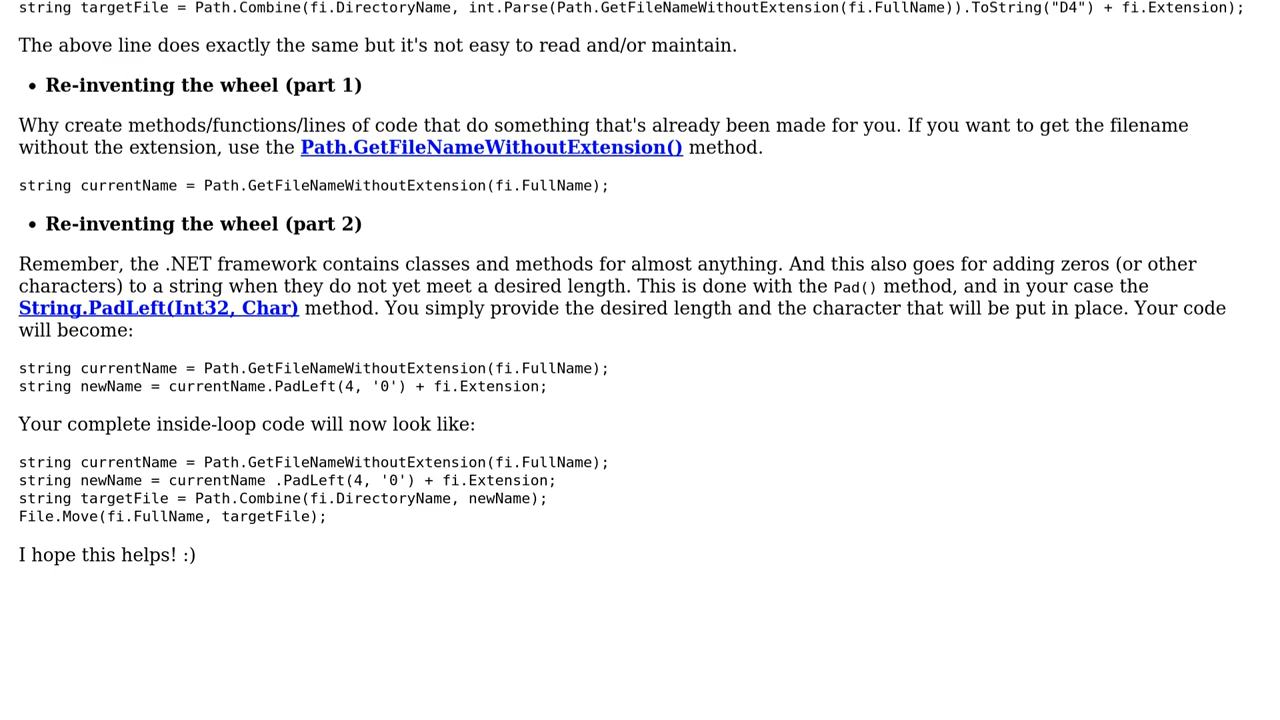 string targetFile = Path.Combine(fi.DirectoryName, int.Parse(Path.GetFileNameWithoutExtension(fi.FullName)).ToString("D4") + fi.Extension);
The above line does exactly the same but it's not easy to read and/or maintain.
• Re-inventing the wheel (part 1)
Why create methods/functions/lines of code that do something that's already been made for you. If you want to get the filename
without the extension, use the Path.GetFileNameWithoutExtension() method.
string currentName = Path.GetFileNameWithoutExtension(fi.FullName);
• Re-inventing the wheel (part 2)
Remember, the .NET framework contains classes and methods for almost anything. And this also goes for adding zeros (or other
characters) to a string when they do not yet meet a desired length. This is done with the Pad() method, and in your case the
String.PadLeft(Int32, Char) method. You simply provide the desired length and the character that will be put in place. Your code
will become:
string currentName = Path.GetFileNameWithoutExtension(fi.FullName);
string newName = currentName.PadLeft(4, '0') + fi.Extension;
Your complete inside-loop code will now look like:
string currentName = Path.GetFileNameWithoutExtension(fi.FullName);
string newName = currentName .PadLeft(4, '0') + fi.Extension;
string targetFile = Path.Combine(fi.DirectoryName, newName);
File.Move(fi.FullName, targetFile);
I hope this helps! :)